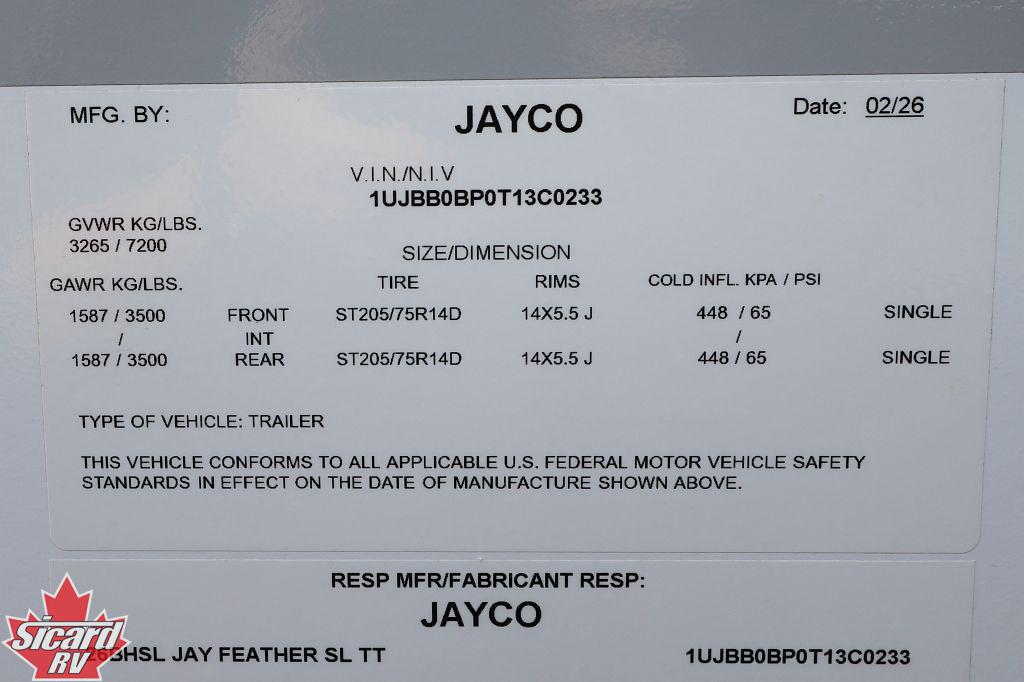 MFG. BY: JAYCO Date: 02/26
V.I.N./N.I.V
1UJBB0BP0T13C0233
GVWR KG/LBS.
3265 / 7200
SIZE/DIMENSION
GAWR KG/LBS. TIRE RIMS COLD INFL. KPA / PSI
1587 / 3500 FRONT ST205/75R14D 14X5.5 J 448 / 65 SINGLE
/ INT /
1587 / 3500 REAR ST205/75R14D 14X5.5 J 448 / 65 SINGLE
TYPE OF VEHICLE: TRAILER
THIS VEHICLE CONFORMS TO ALL APPLICABLE U.S. FEDERAL MOTOR VEHICLE SAFETY
STANDARDS IN EFFECT ON THE DATE OF MANUFACTURE SHOWN ABOVE.
RESP MFR/FABRICANT RESP:
JAYCO
26BHSL JAY FEATHER SL TT 1UJBB0BP0T13C0233
Sicard
RV